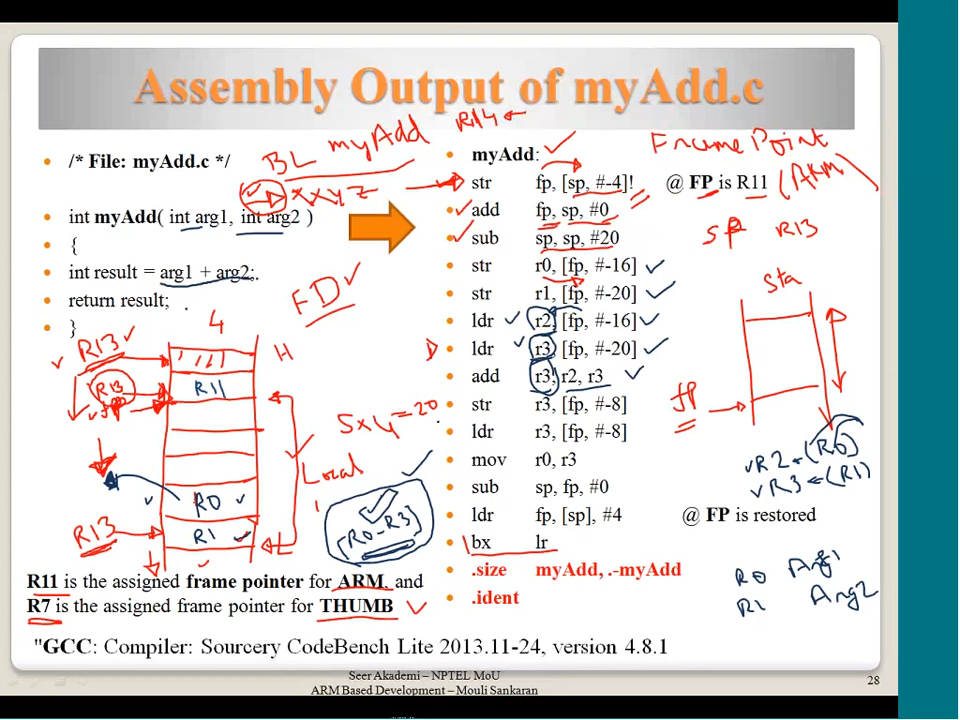 Assembly Output of myAdd.c
/* File: myAdd.c */
int myAdd( int arg1, int arg2 )
{
int result = arg1 + arg2;
return result;
}
BL myAdd R14
XXYZ
FD
4
H
R13
R13
fp
R11
R0
R1
R13
5x4=20
Local
[R0-R3]
R11 is the assigned frame pointer for ARM, and
R7 is the assigned frame pointer for THUMB
myAdd:
str fp, [sp, #-4]! @ FP is R11
add fp, sp, #0
sub sp, sp, #20
str r0, [fp, #-16]
str r1, [fp, #-20]
ldr r2, [fp, #-16]
ldr r3, [fp, #-20]
add r3, r2, r3
str r3, [fp, #-8]
ldr r3, [fp, #-8]
mov r0, r3
sub sp, fp, #0
ldr fp, [sp], #4 @ FP is restored
bx lr
.size myAdd, .-myAdd
.ident
Frame Point
(ARM)
SP R13
Sta
fp
R2 ← (R0)
R3 ← (R1)
R0 Arg1
R1 Arg2
"GCC: Compiler: Sourcery CodeBench Lite 2013.11-24, version 4.8.1
Seer Akademi – NPTEL MoU
ARM Based Development – Mouli Sankaran
28